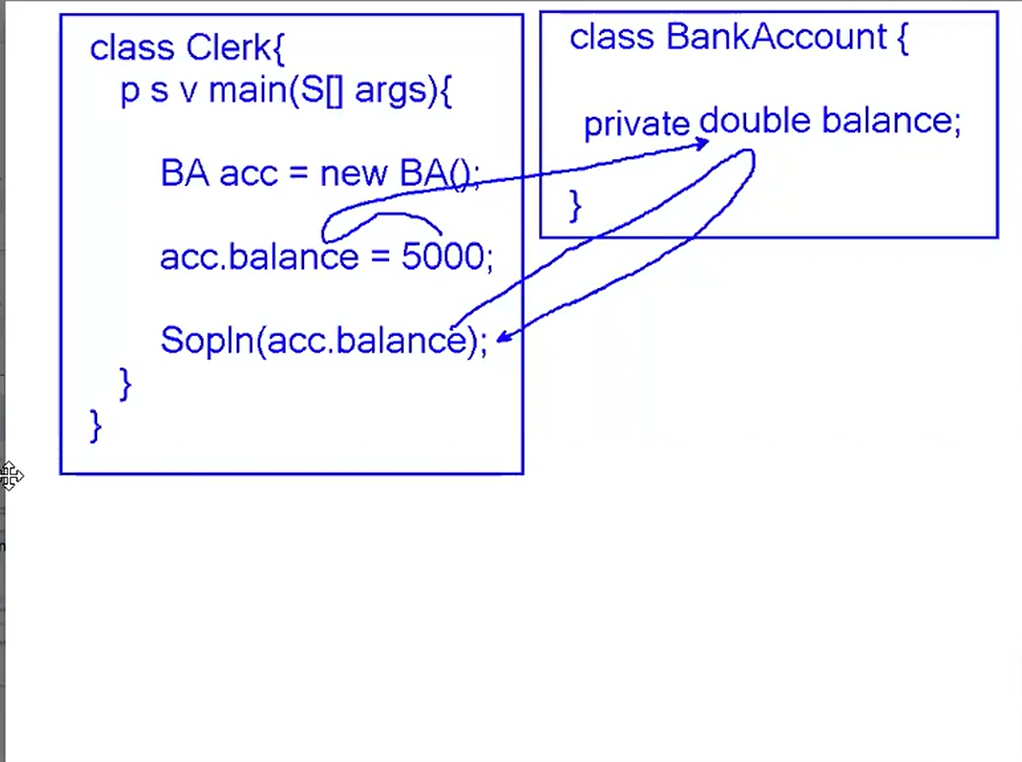 class Clerk{
p s v main(S[] args){
BA acc = new BA();
acc.balance = 5000;
Sopln(acc.balance);
}
}
class BankAccount {
private double balance;
}